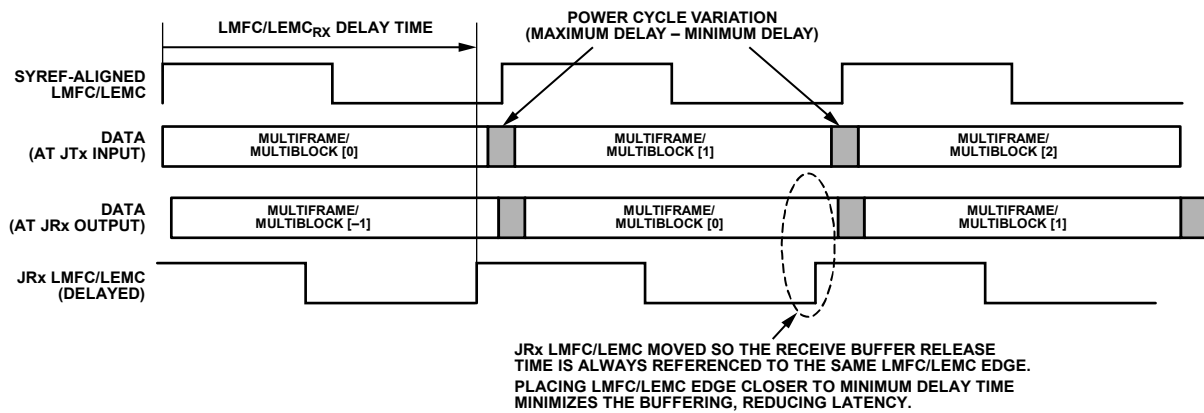 POWER CYCLE VARIATION
(MAXIMUM DELAY – MINIMUM DELAY)
LMFC/LEMCRX DELAY TIME
SYREF-ALIGNED
LMFC/LEMC
DATA
(AT JTx INPUT)
MULTIFRAME/
MULTIBLOCK [0]
MULTIFRAME/
MULTIBLOCK [1]
MULTIFRAME/
MULTIBLOCK [2]
DATA
(AT JRx OUTPUT)
MULTIFRAME/
MULTIBLOCK [–1]
MULTIFRAME/
MULTIBLOCK [0]
MULTIFRAME/
MULTIBLOCK [1]
JRx LMFC/LEMC
(DELAYED)
JRx LMFC/LEMC MOVED SO THE RECEIVE BUFFER RELEASE
TIME IS ALWAYS REFERENCED TO THE SAME LMFC/LEMC EDGE.
PLACING LMFC/LEMC EDGE CLOSER TO MINIMUM DELAY TIME
MINIMIZES THE BUFFERING, REDUCING LATENCY.